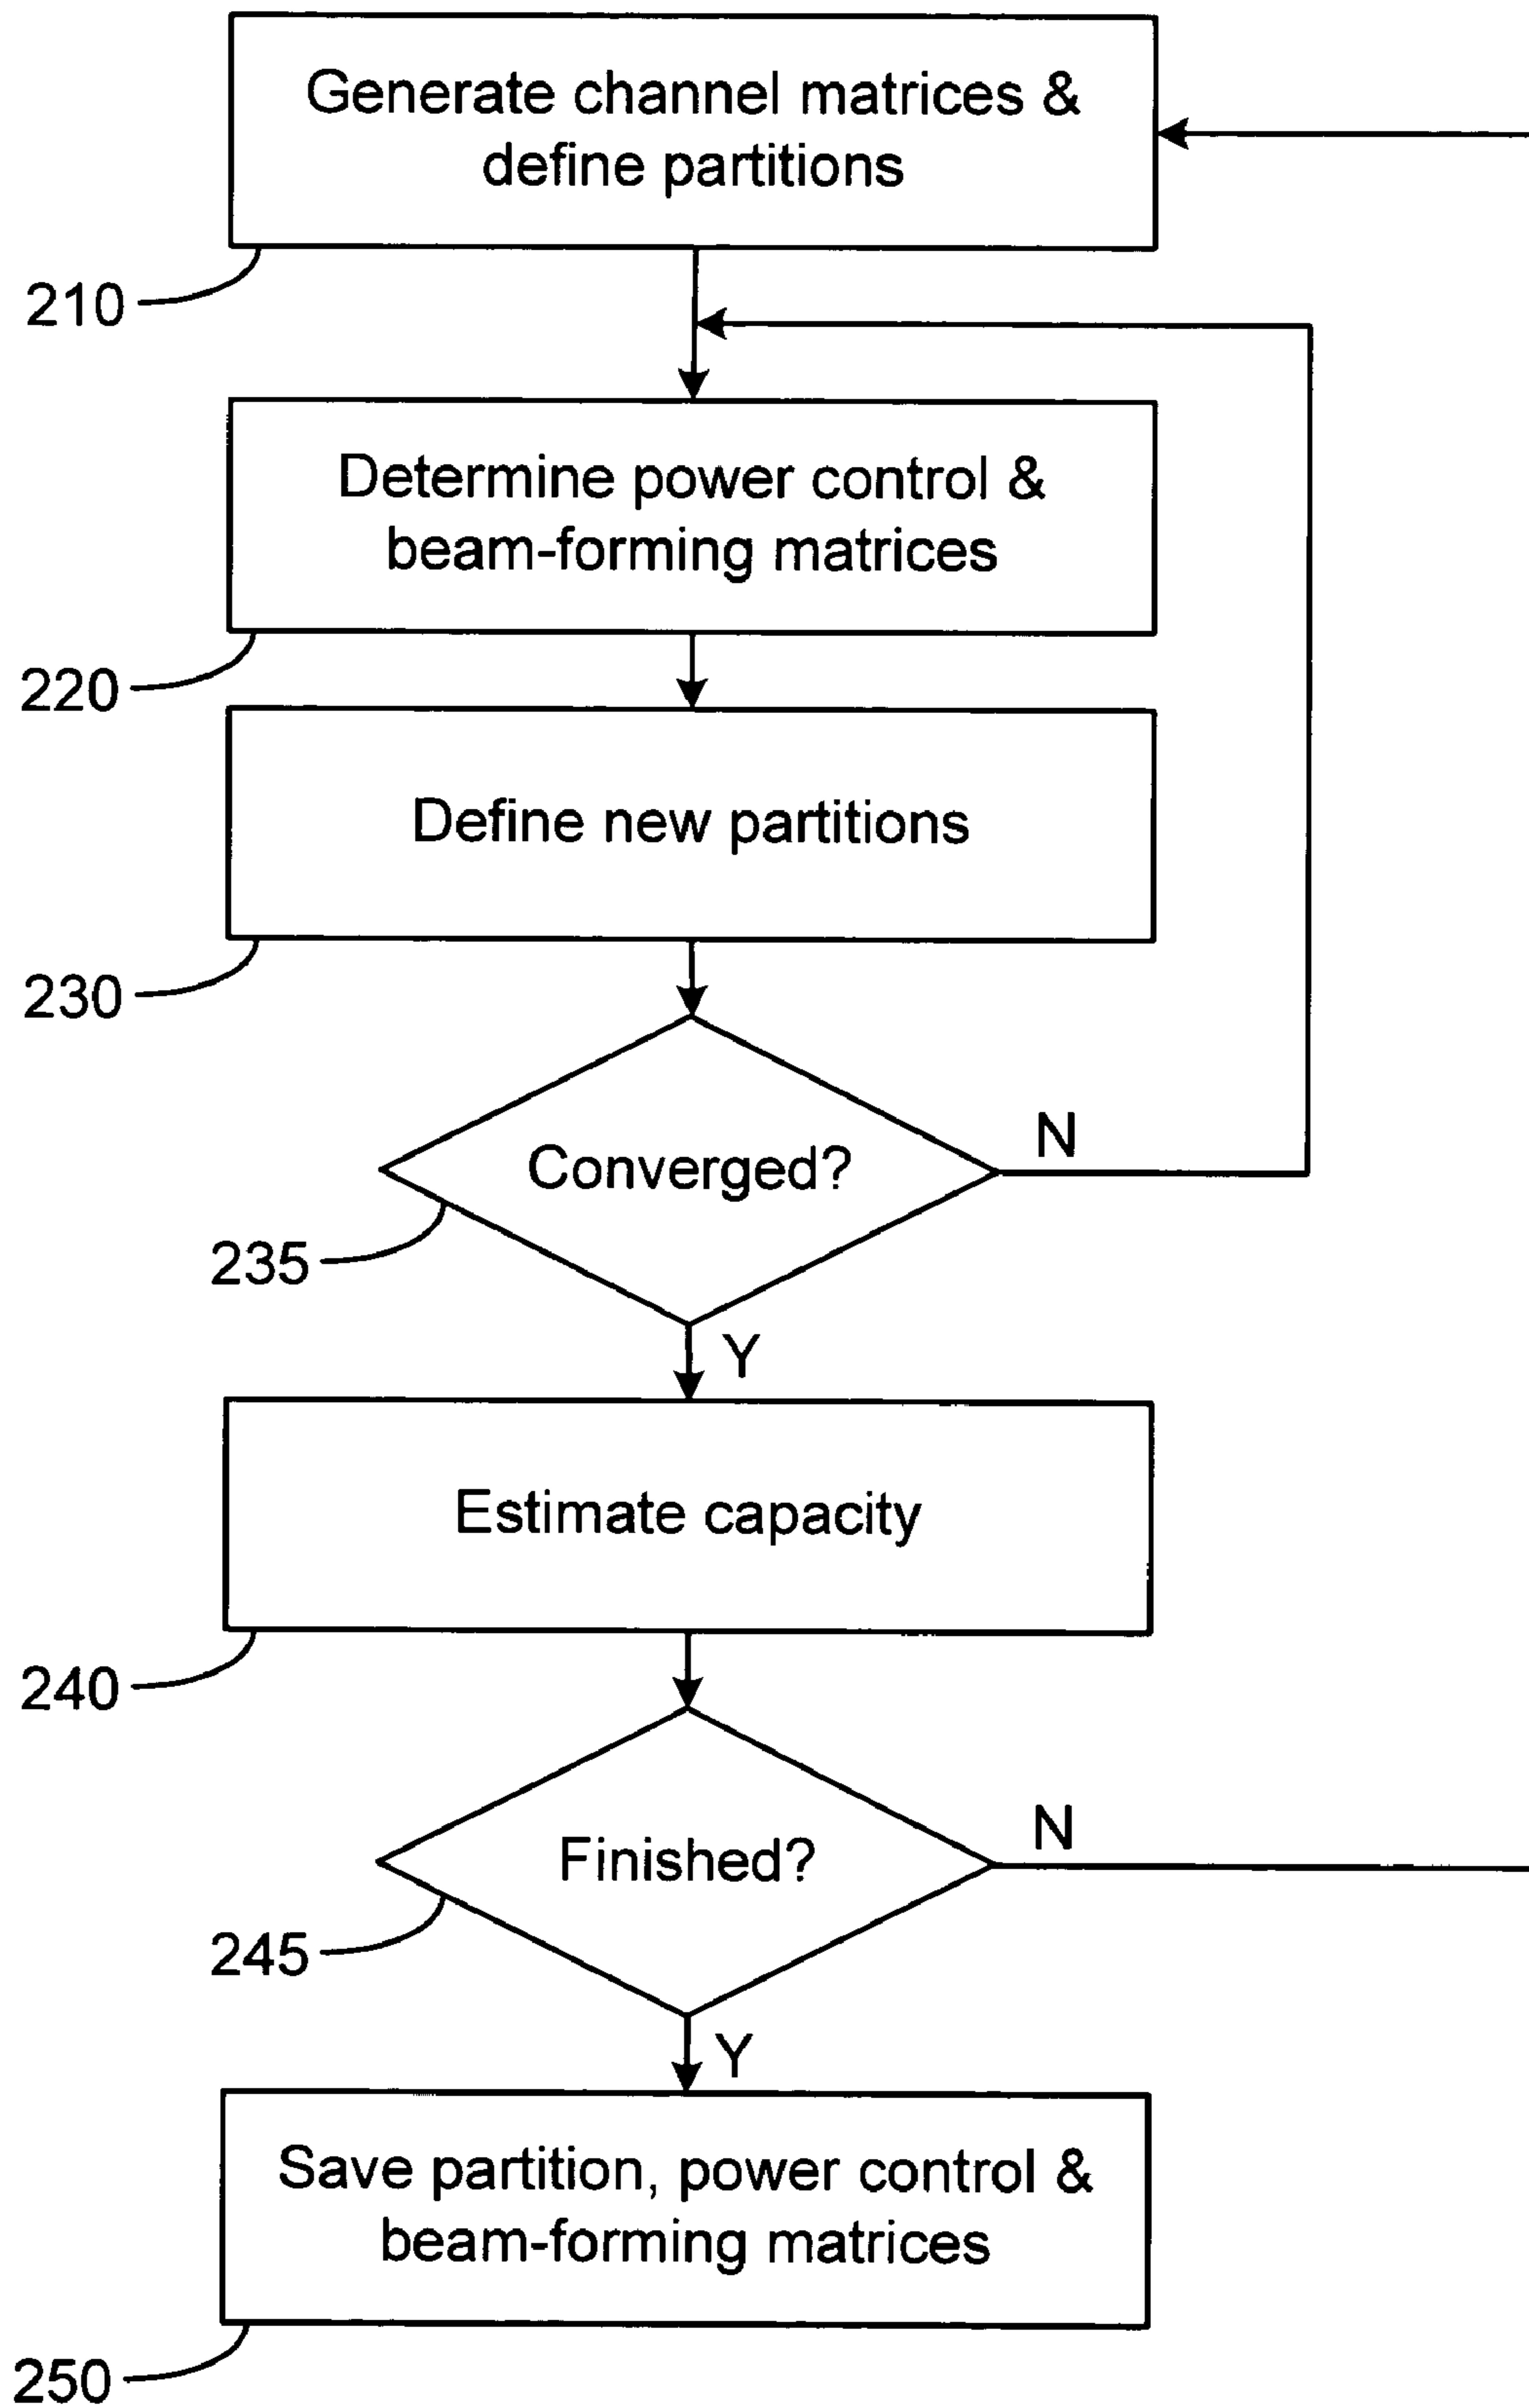 Generate channel matrices &
define partitions
210
Determine power control &
beam-forming matrices
220
Define new partitions
230
Converged?
N
235
Y
Estimate capacity
240
Finished?
N
245
Y
Save partition, power control &
beam-forming matrices
250